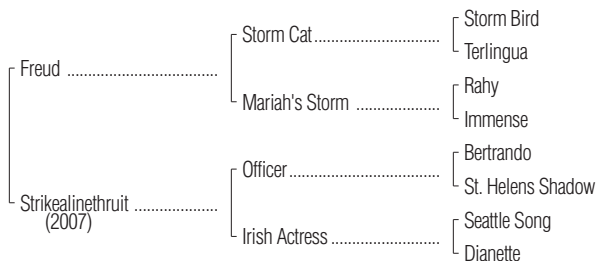 Storm Bird
Storm Cat
Terlingua
Freud
Rahy
Mariah's Storm
Immense
Bertrando
Officer
St. Helens Shadow
Strikealinethruit
(2007)
Seattle Song
Irish Actress
Dianette